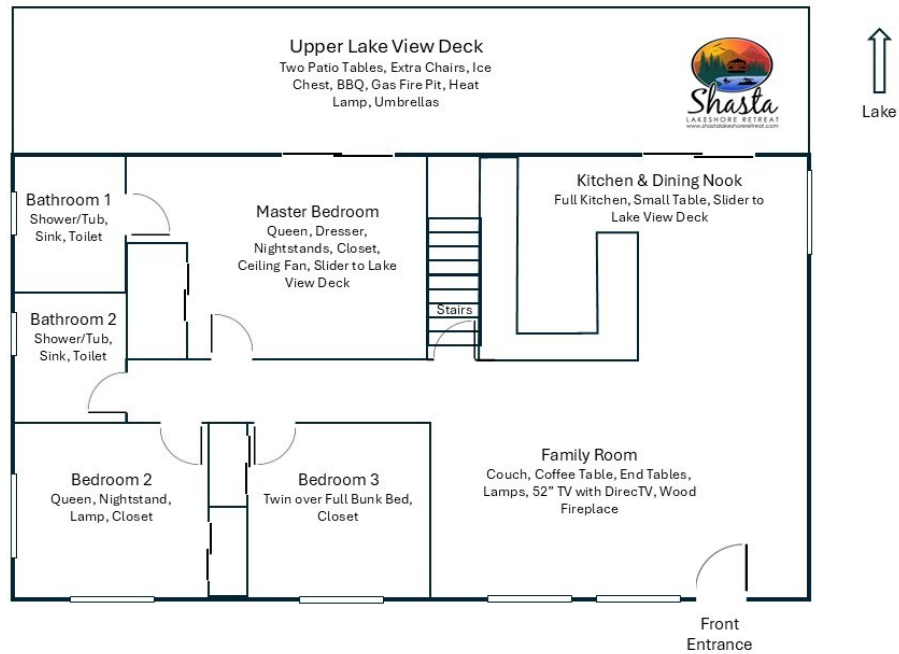 Upper Lake View Deck
Two Patio Tables, Extra Chairs, Ice
Chest, BBQ, Gas Fire Pit, Heat
Lamp, Umbrellas
Shasta
LAKESHORE RETREAT
www.shastalakeshoreretreat.com
Lake
Bathroom 1
Shower/Tub,
Sink, Toilet
Master Bedroom
Queen, Dresser,
Nightstands, Closet,
Ceiling Fan, Slider to Lake
View Deck
Kitchen & Dining Nook
Full Kitchen, Small Table, Slider to
Lake View Deck
Stairs
Bathroom 2
Shower/Tub,
Sink, Toilet
Bedroom 2
Queen, Nightstand,
Lamp, Closet
Bedroom 3
Twin over Full Bunk Bed,
Closet
Family Room
Couch, Coffee Table, End Tables,
Lamps, 52” TV with DirecTV, Wood
Fireplace
Front
Entrance